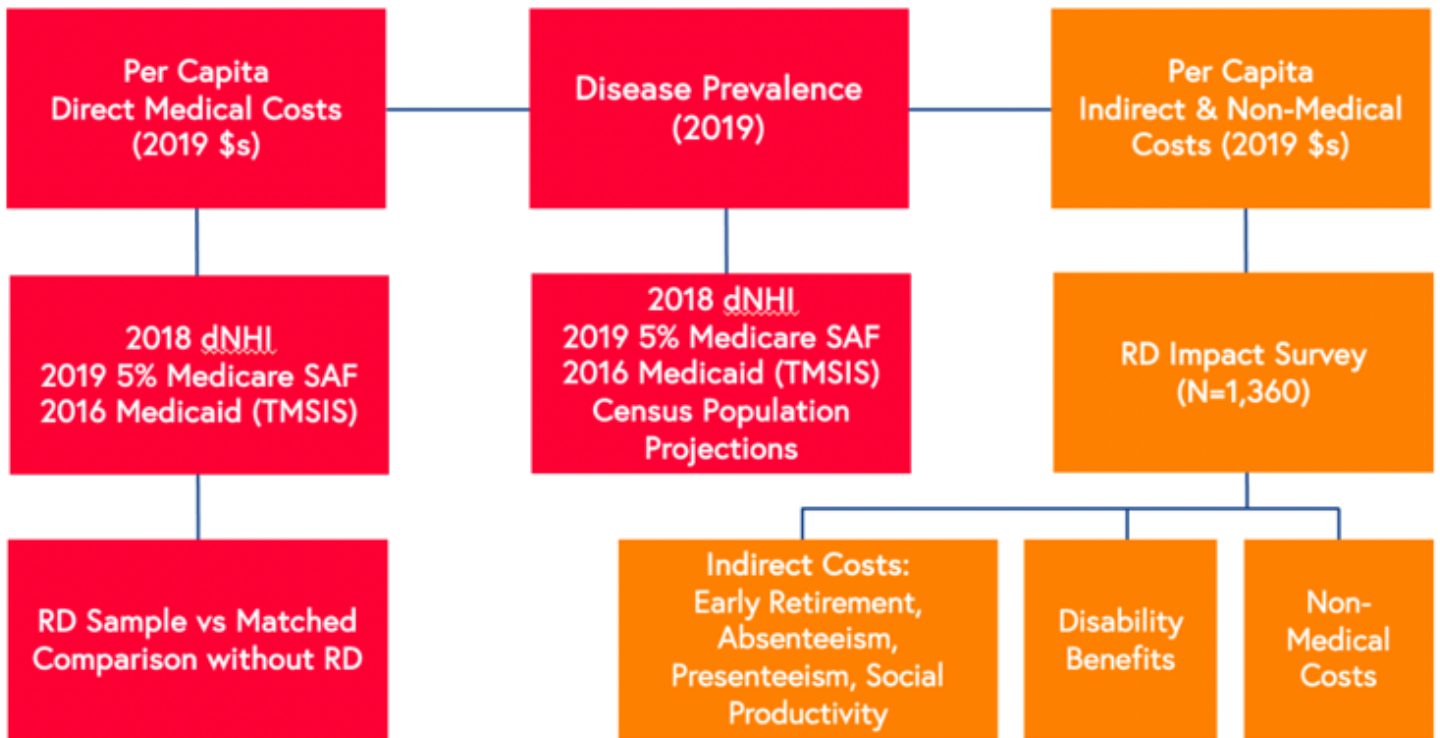 Per Capita
Direct Medical Costs
(2019 $s)
Disease Prevalence
(2019)
Per Capita
Indirect & Non-Medical
Costs (2019 $s)
2018 dNHI
2019 5% Medicare SAF
2016 Medicaid (TMSIS)
2018 dNHI
2019 5% Medicare SAF
2016 Medicaid (TMSIS)
Census Population
Projections
RD Impact Survey
(N=1,360)
RD Sample vs Matched
Comparison without RD
Indirect Costs:
Early Retirement,
Absenteeism,
Presenteeism, Social
Productivity
Disability
Benefits
Non-
Medical
Costs